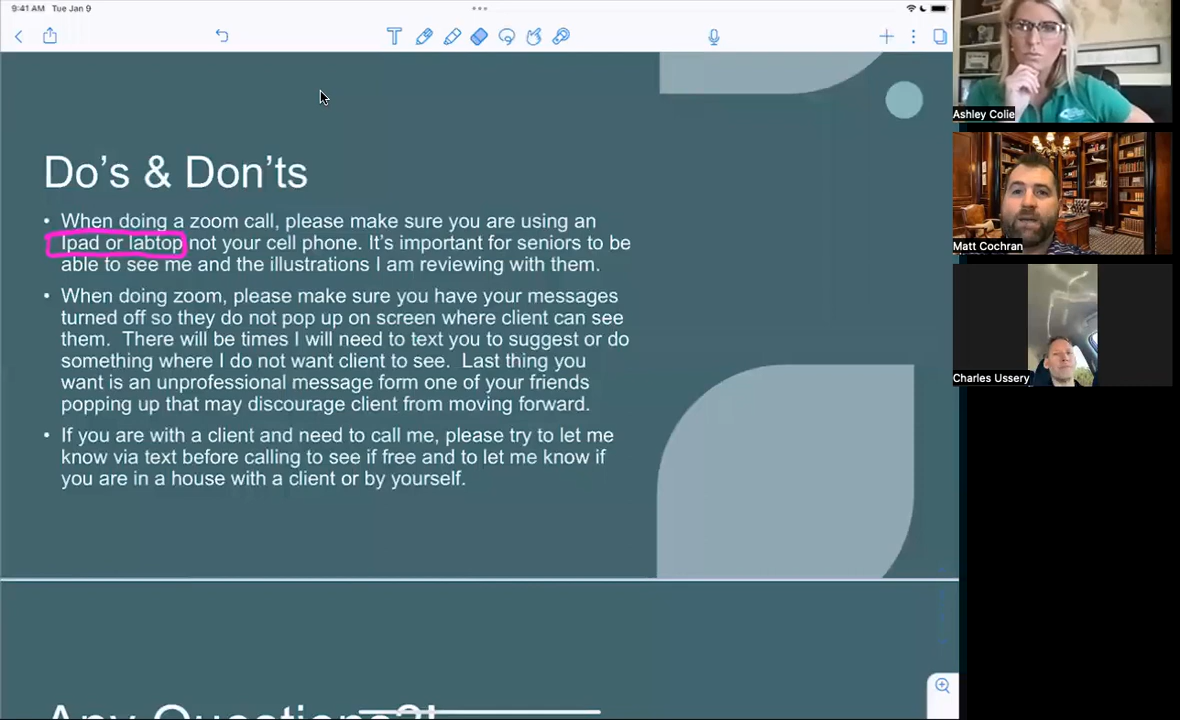 9:41 AM Tue Jan 9
Do's & Don'ts
• When doing a zoom call, please make sure you are using an
Ipad or labtop not your cell phone. It's important for seniors to be
able to see me and the illustrations I am reviewing with them.
• When doing zoom, please make sure you have your messages
turned off so they do not pop up on screen where client can see
them. There will be times I will need to text you to suggest or do
something where I do not want client to see. Last thing you
want is an unprofessional message form one of your friends
popping up that may discourage client from moving forward.
• If you are with a client and need to call me, please try to let me
know via text before calling to see if free and to let me know if
you are in a house with a client or by yourself.
Any Questions?!
Ashley Colie
Matt Cochran
Charles Ussery